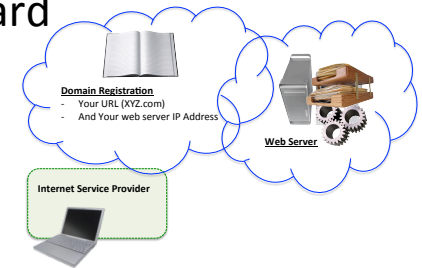 ard
Domain Registration
- Your URL (XYZ.com)
- And Your web server IP Address
Web Server
Internet Service Provider